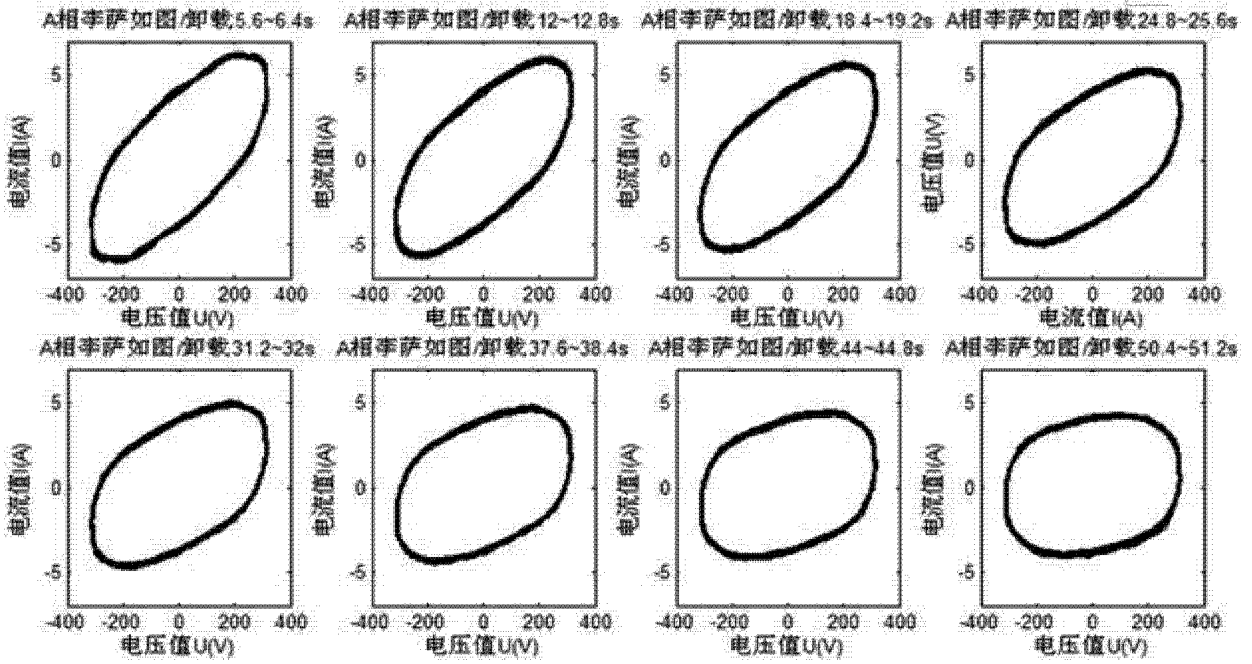 A相李萨如图/卸载5.6~6.4s
A相李萨如图/卸载12~12.8s
A相李萨如图/卸载18.4~19.2s
A相李萨如图/卸载24.8~25.6s
电流值I(A)
5
0
-5
-400 -200 0 200 400
电压值U(V)
电流值I(A)
5
0
-5
-400 -200 0 200 400
电压值U(V)
电流值I(A)
5
0
-5
-400 -200 0 200 400
电压值U(V)
电压值U(V)
5
0
-5
-400 -200 0 200 400
电流值I(A)
A相李萨如图/卸载31.2~32s
A相李萨如图/卸载37.6~38.4s
A相李萨如图/卸载44~44.8s
A相李萨如图/卸载50.4~51.2s
电流值I(A)
5
0
-5
-400 -200 0 200 400
电压值U(V)
电流值I(A)
5
0
-5
-400 -200 0 200 400
电压值U(V)
电流值I(A)
5
0
-5
-400 -200 0 200 400
电压值U(V)
电流值I(A)
5
0
-5
-400 -200 0 200 400
电压值U(V)